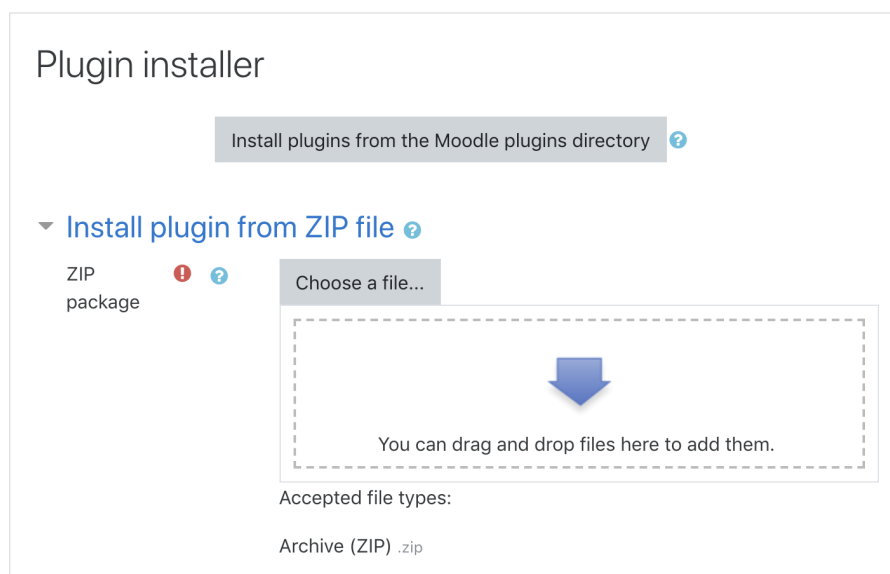 Plugin installer
Install plugins from the Moodle plugins directory
Install plugin from ZIP file
ZIP
package
Choose a file...
You can drag and drop files here to add them.
Accepted file types:
Archive (ZIP) .zip